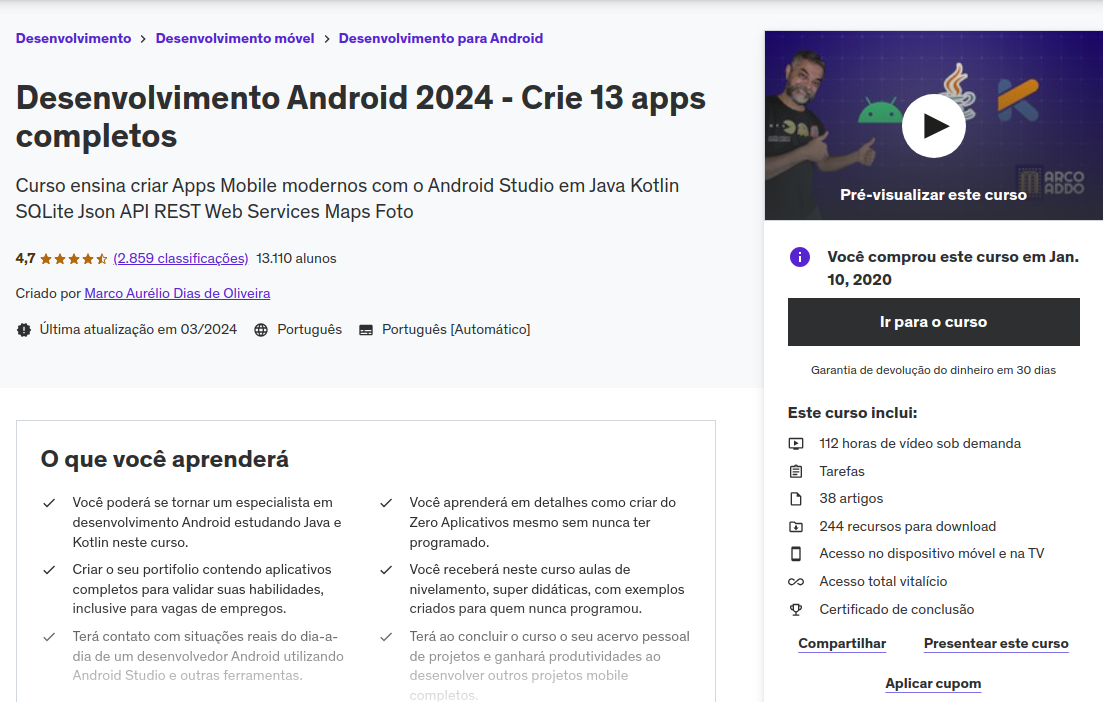 Desenvolvimento > Desenvolvimento móvel > Desenvolvimento para Android
Desenvolvimento Android 2024 - Crie 13 apps
completos
Curso ensina criar Apps Mobile modernos com o Android Studio em Java Kotlin
SQLite Json API REST Web Services Maps Foto
4,7 (2.859 classificações) 13.110 alunos
Criado por Marco Aurélio Dias de Oliveira
Última atualização em 03/2024 Português Português [Automático]
O que você aprenderá
Você poderá se tornar um especialista em
desenvolvimento Android estudando Java e
Kotlin neste curso.
Criar o seu portifolio contendo aplicativos
completos para validar suas habilidades,
inclusive para vagas de empregos.
Terá contato com situações reais do dia-a-
dia de um desenvolvedor Android utilizando
Android Studio e outras ferramentas.
Você aprenderá em detalhes como criar do
Zero Aplicativos mesmo sem nunca ter
programado.
Você receberá neste curso aulas de
nivelamento, super didáticas, com exemplos
criados para quem nunca programou.
Terá ao concluir o curso o seu acervo pessoal
de projetos e ganhará produtividades ao
desenvolver outros projetos mobile
completos.
MARCO
ADDO
Pré-visualizar este curso
Você comprou este curso em Jan.
10, 2020
Ir para o curso
Garantia de devolução do dinheiro em 30 dias
Este curso inclui:
112 horas de vídeo sob demanda
Tarefas
38 artigos
244 recursos para download
Acesso no dispositivo móvel e na TV
Acesso total vitalício
Certificado de conclusão
Compartilhar Presentear este curso
Aplicar cupom